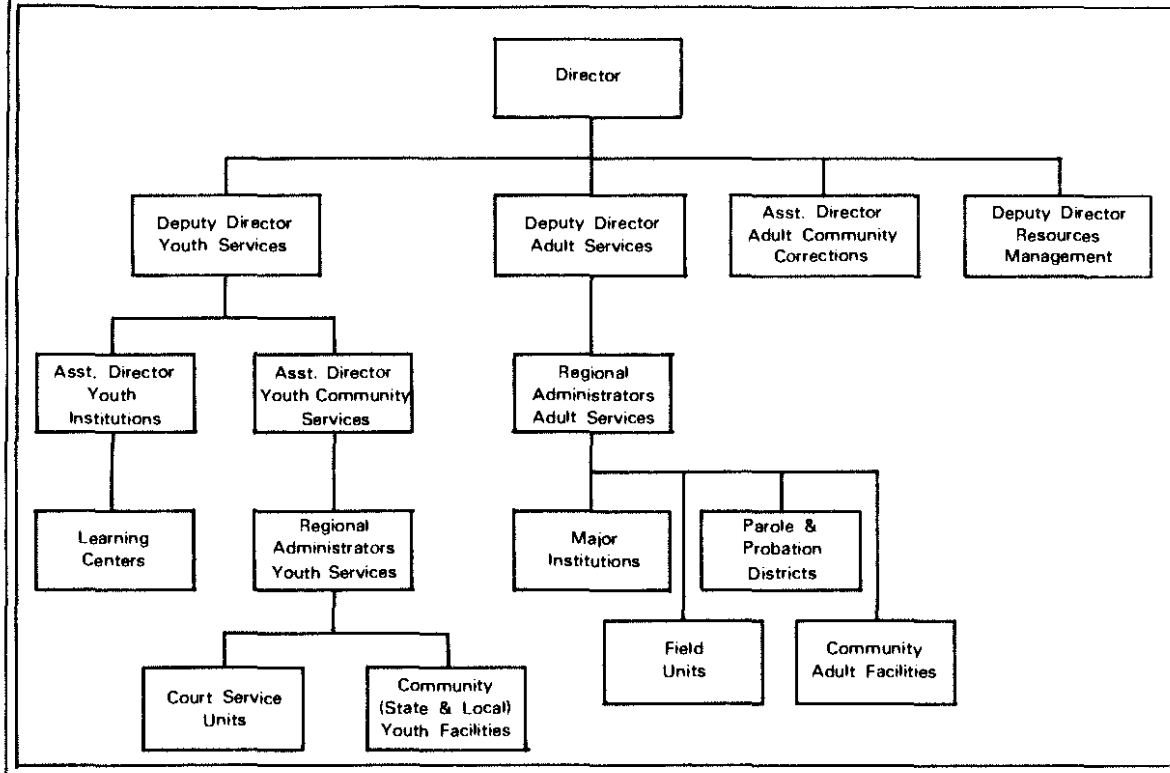 Director
Deputy Director
Youth Services
Deputy Director
Adult Services
Asst. Director
Adult Community
Corrections
Deputy Director
Resources
Management
Asst. Director
Youth
Institutions
Asst. Director
Youth Community
Services
Regional
Administrators
Adult Services
Learning
Centers
Regional
Administrators
Youth Services
Major
Institutions
Parole &
Probation
Districts
Field
Units
Community
Adult Facilities
Court Service
Units
Community
(State & Local)
Youth Facilities